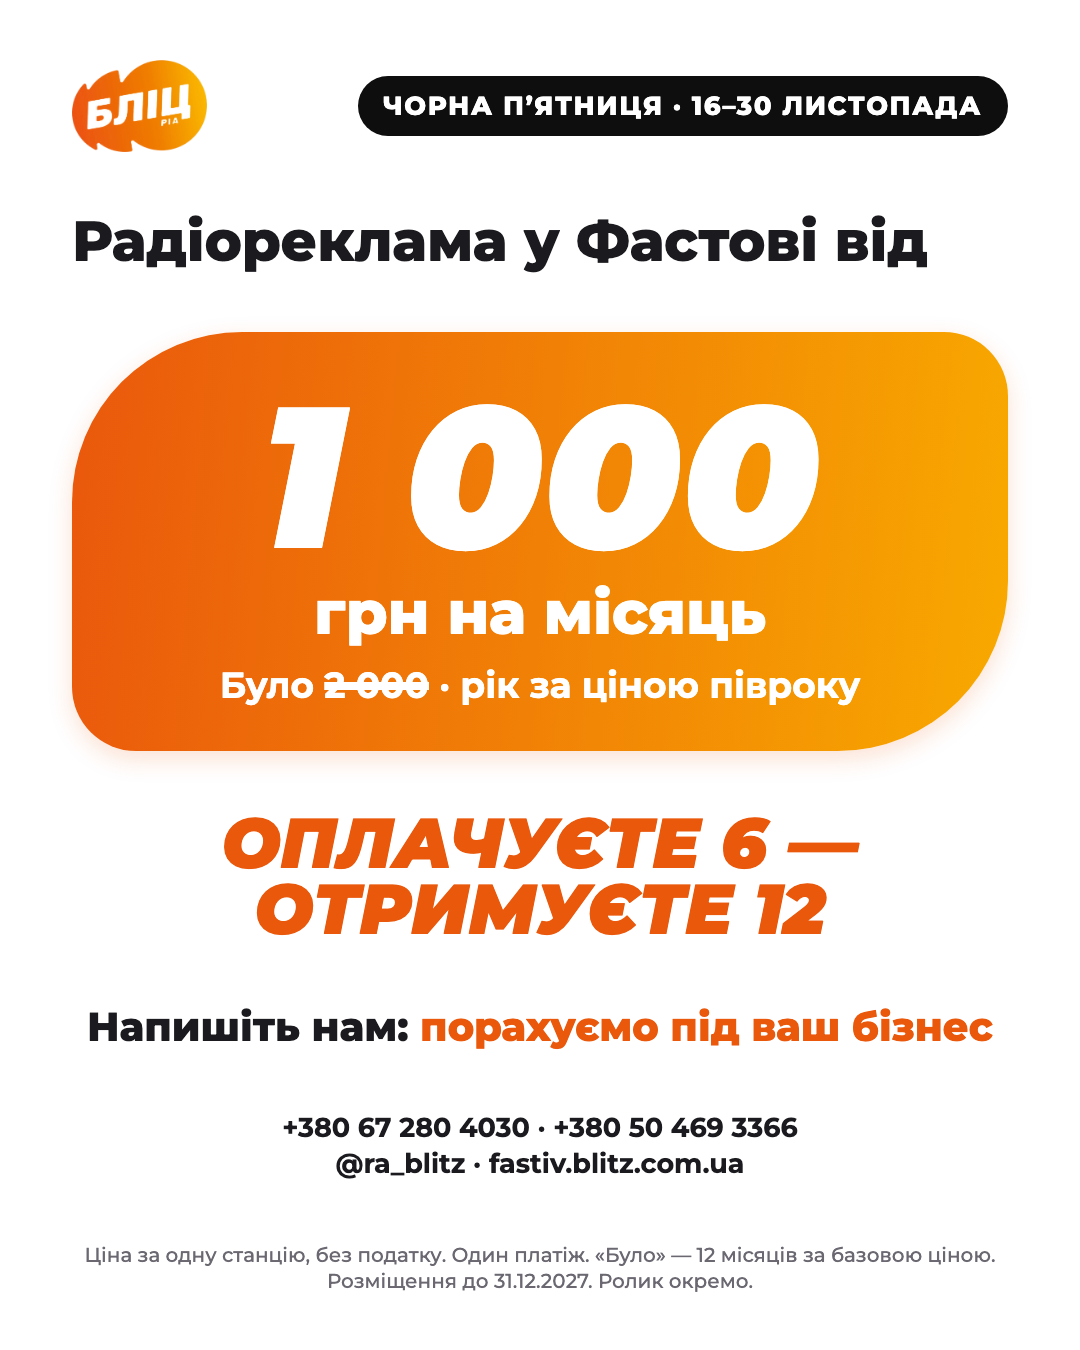 БЛІЦ
РІА
ЧОРНА П’ЯТНИЦЯ · 16–30 ЛИСТОПАДА
Радіореклама у Фастові від
1 000
грн на місяць
Було 2 000 · рік за ціною півроку
ОПЛАЧУЄТЕ 6 —
ОТРИМУЄТЕ 12
Напишіть нам: порахуємо під ваш бізнес
+380 67 280 4030 · +380 50 469 3366
@ra_blitz · fastiv.blitz.com.ua
Ціна за одну станцію, без податку. Один платіж. «Було» — 12 місяців за базовою ціною.
Розміщення до 31.12.2027. Ролик окремо.